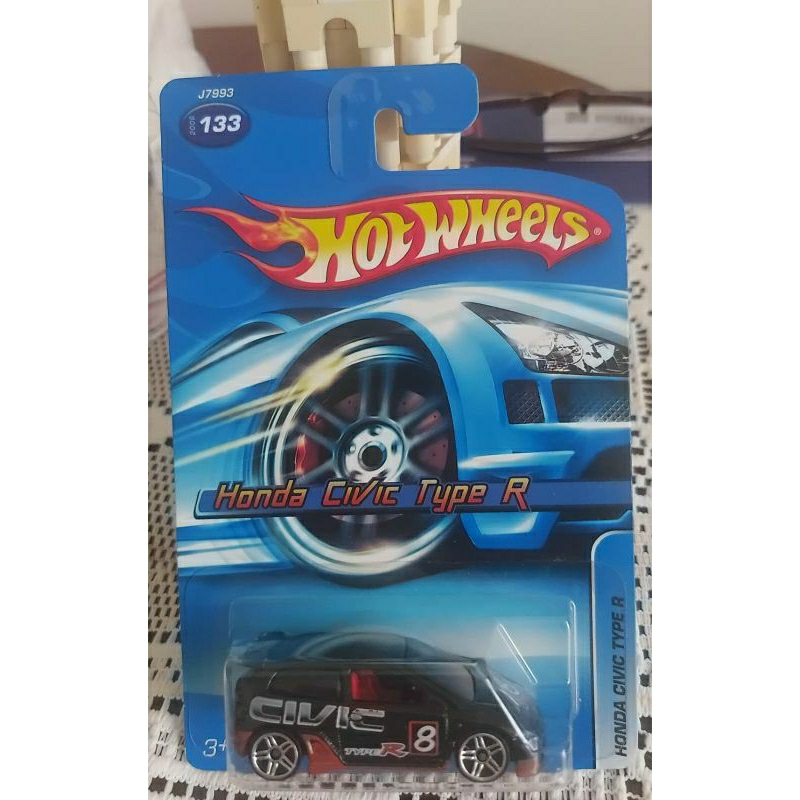 J7993
2006 133
HOT WHEELS®
Honda Civic Type R
HONDA CIVIC TYPE R
CIVIC
TYPE R 8
3+